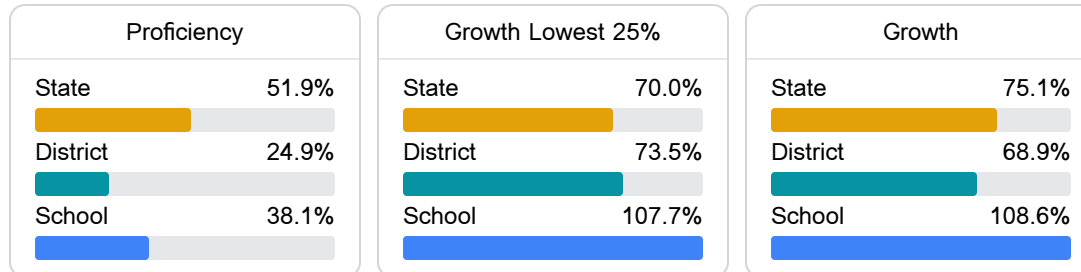 Proficiency
State 51.9%
District 24.9%
School 38.1%
Growth Lowest 25%
State 70.0%
District 73.5%
School 107.7%
Growth
State 75.1%
District 68.9%
School 108.6%